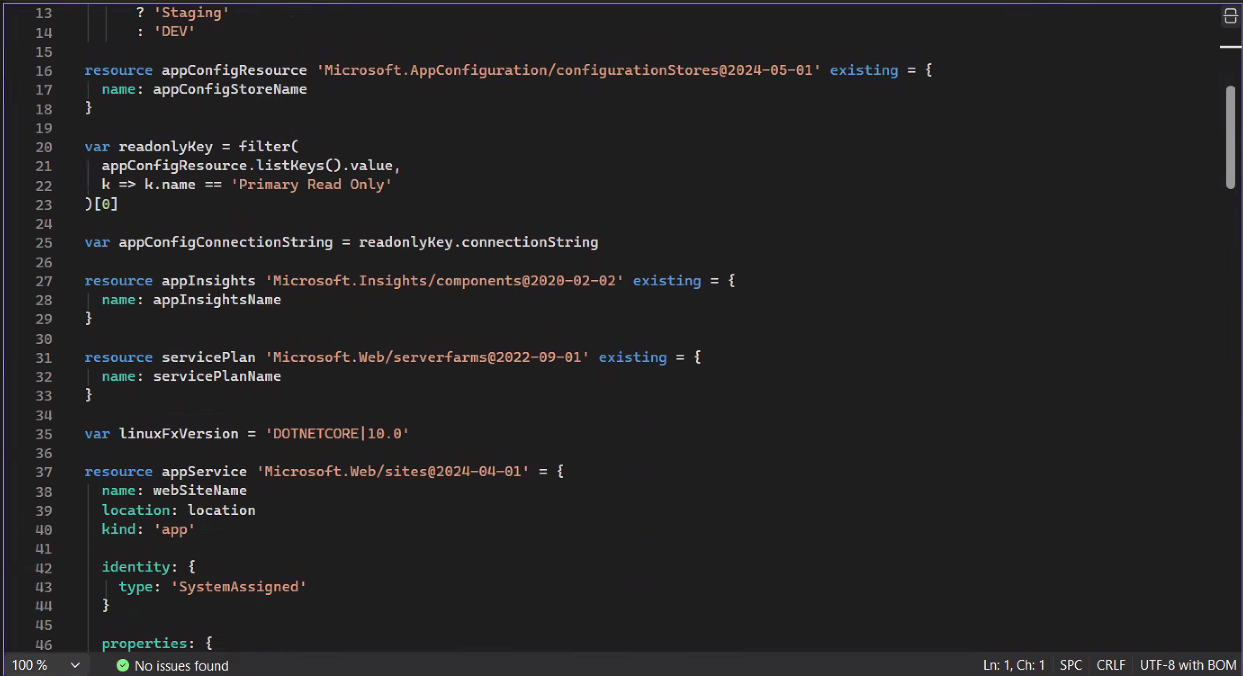 13 ? 'Staging'
14 : 'DEV'
15
16 resource appConfigResource 'Microsoft.AppConfiguration/configurationStores@2024-05-01' existing = {
17 name: appConfigStoreName
18 }
19
20 var readonlyKey = filter(
21 appConfigResource.listKeys().value,
22 k => k.name == 'Primary Read Only'
23 )[0]
24
25 var appConfigConnectionString = readonlyKey.connectionString
26
27 resource appInsights 'Microsoft.Insights/components@2020-02-02' existing = {
28 name: appInsightsName
29 }
30
31 resource servicePlan 'Microsoft.Web/serverfarms@2022-09-01' existing = {
32 name: servicePlanName
33 }
34
35 var linuxFxVersion = 'DOTNETCORE|10.0'
36
37 resource appService 'Microsoft.Web/sites@2024-04-01' = {
38 name: webSiteName
39 location: location
40 kind: 'app'
41
42 identity: {
43 type: 'SystemAssigned'
44 }
45
46 properties: {
100 % No issues found Ln: 1, Ch: 1 SPC CRLF UTF-8 with BOM